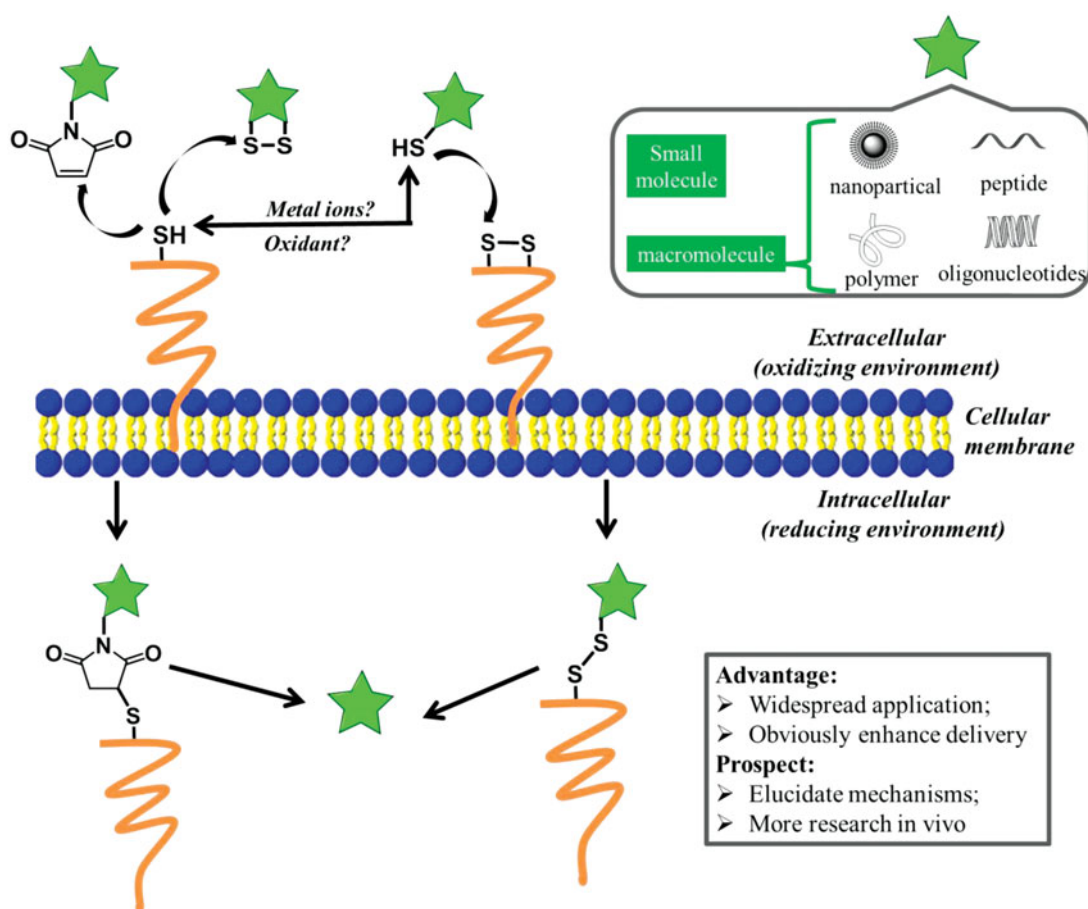 N
O
O
S-S
HS
SH
Metal ions?
Oxidant?
S-S
Small
molecule
macromolecule
nanopartical
peptide
polymer
oligonucleotides
Extracellular
(oxidizing environment)
Cellular
membrane
Intracellular
(reducing environment)
N
O
O
S
S
S
Advantage:
➢ Widespread application;
➢ Obviously enhance delivery
Prospect:
➢ Elucidate mechanisms;
➢ More research in vivo